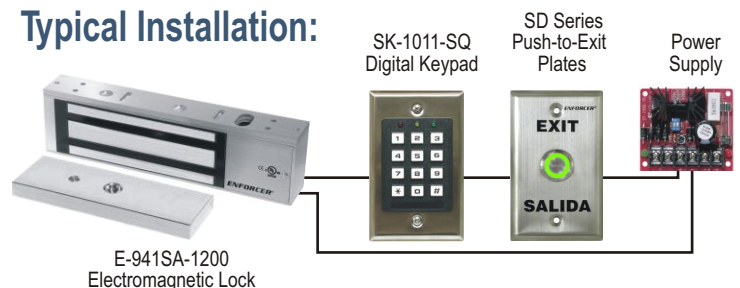 Typical Installation:
SK-1011-SQ
Digital Keypad
SD Series
Push-to-Exit
Plates
Power
Supply
ENFORCER®
1 2 3
4 5 6
7 8 9
* 0 #
ENFORCER®
EXIT
SALIDA
E-941SA-1200
Electromagnetic Lock